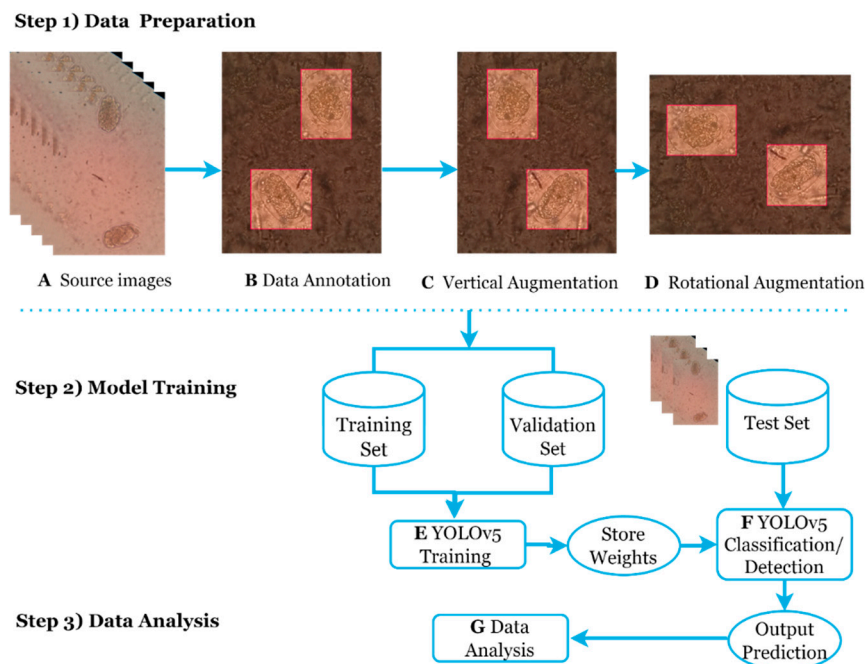 Step 1) Data Preparation
A Source images
B Data Annotation
C Vertical Augmentation
D Rotational Augmentation
Step 2) Model Training
Training
Set
Validation
Set
Test Set
E YOLOv5
Training
Store
Weights
F YOLOv5
Classification/
Detection
Step 3) Data Analysis
G Data
Analysis
Output
Prediction